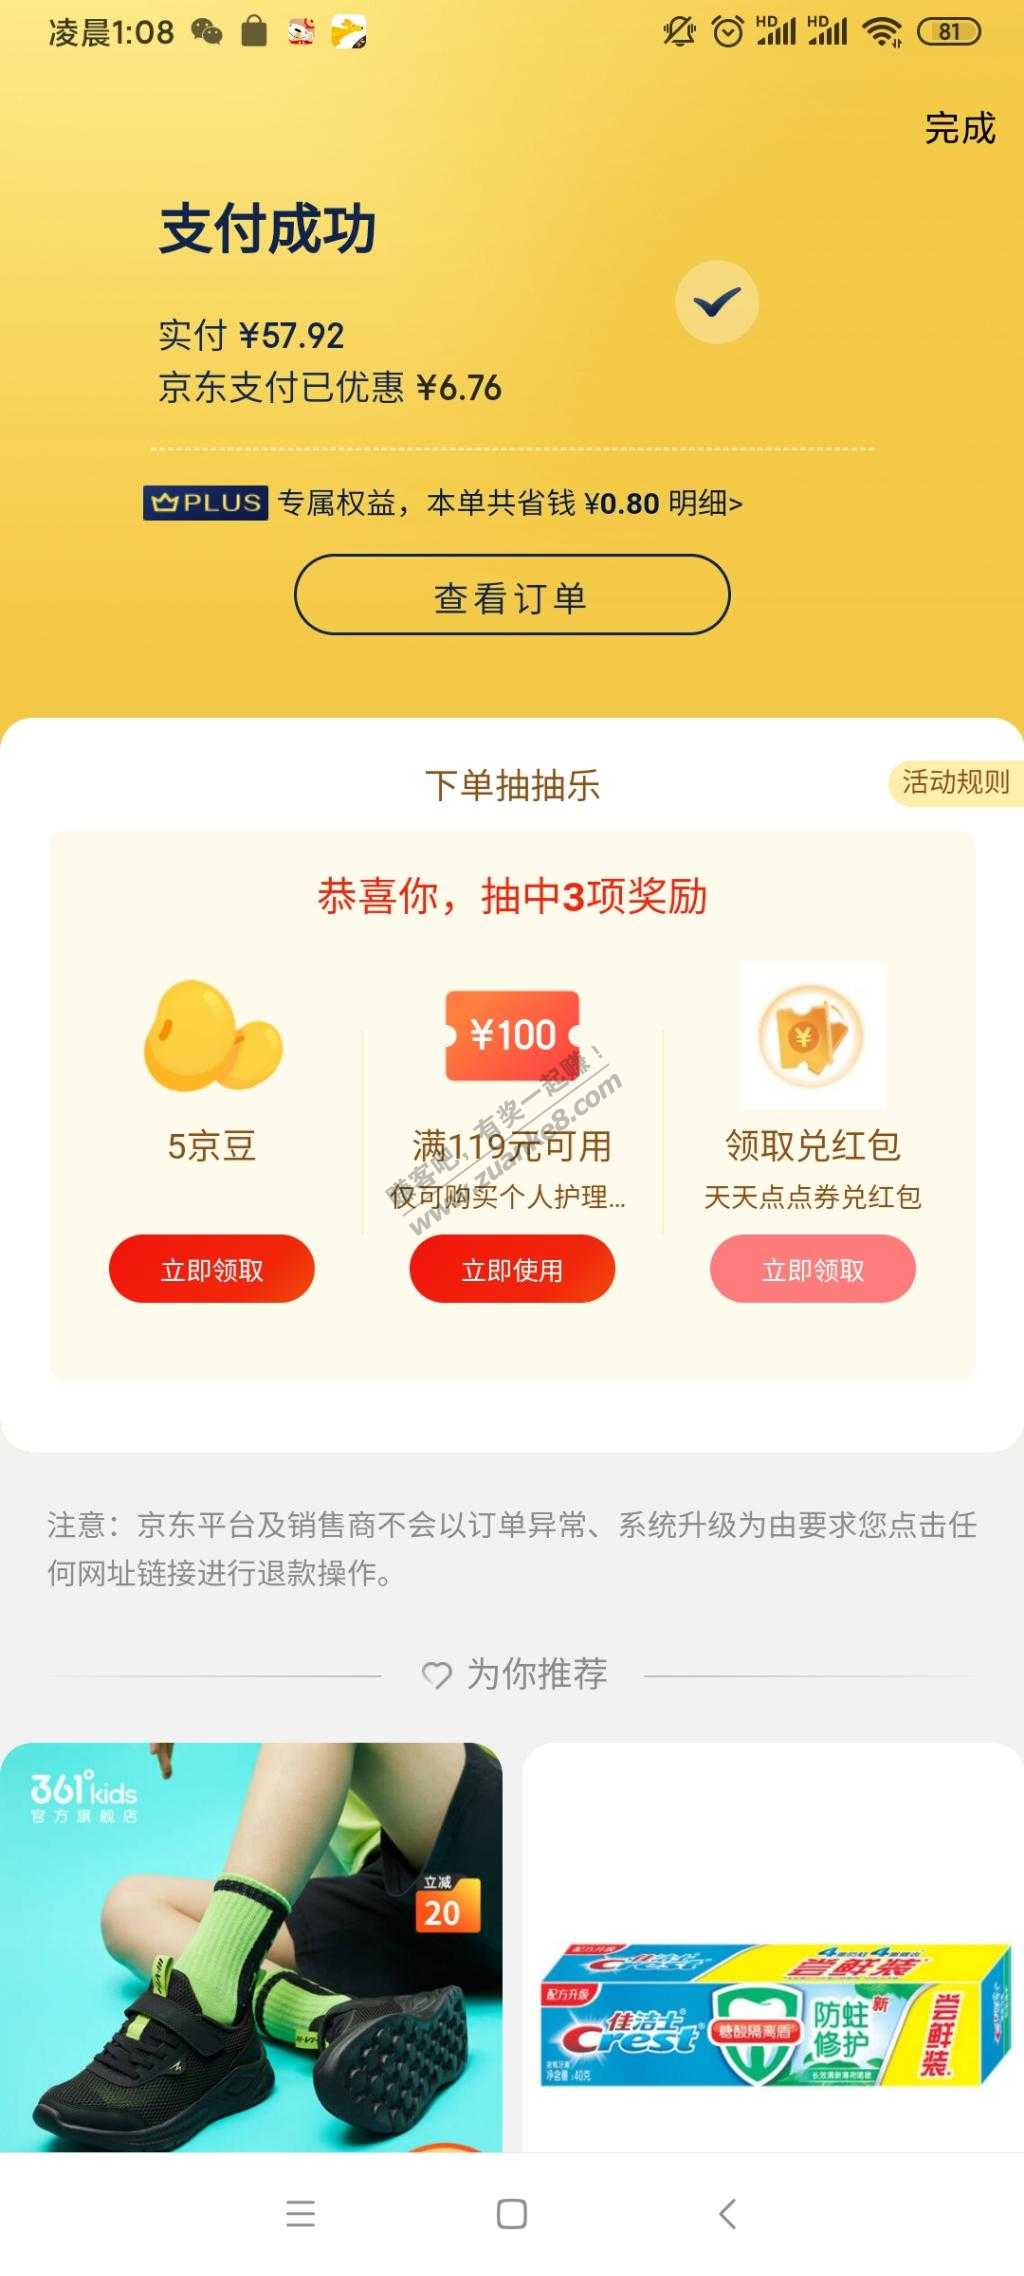 凌晨1:08
HD HD 81
完成
支付成功
实付 ¥57.92
京东支付已优惠 ¥6.76
PLUS 专属权益，本单共省钱 ¥0.80 明细>
查看订单
下单抽抽乐
活动规则
恭喜你，抽中3项奖励
¥100
¥
5京豆
满119元可用
领取兑红包
仅可购买个人护理...
天天点点券兑红包
赚客吧，有奖一起赚！
www.zuanke8.com
立即领取
立即使用
立即领取
注意：京东平台及销售商不会以订单异常、系统升级为由要求您点击任
何网址链接进行退款操作。
为你推荐
361°kids
官方旗舰店
立减
20
配方升级
尝鲜装
配方升级
佳洁士
Crest
糖酸隔离盾
防蛀
修护
新
尝鲜装
净含量:40克